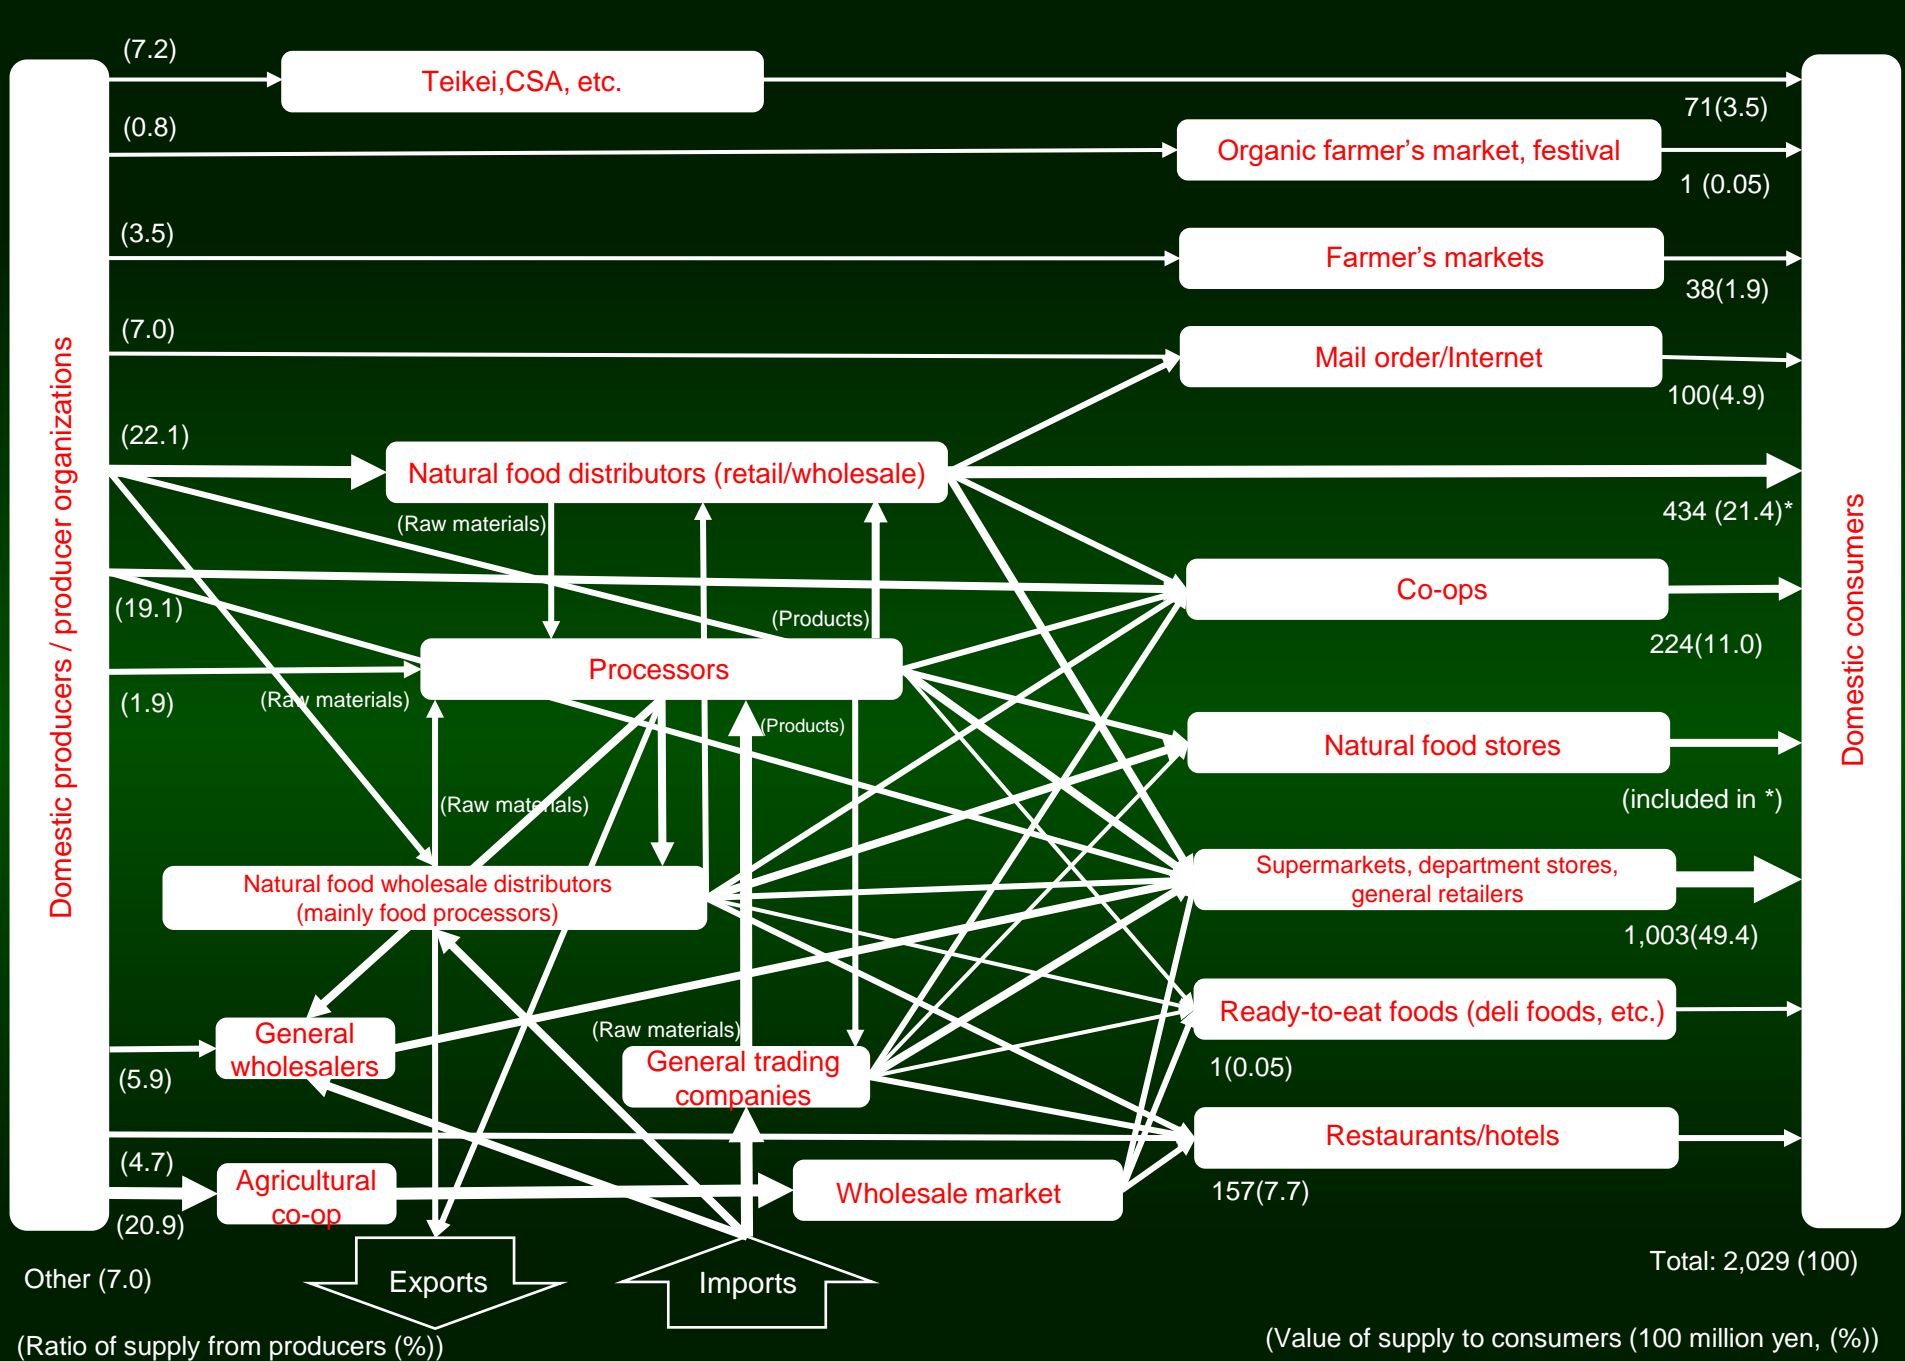 (7.2)
Teikei,CSA, etc.
71(3.5)
(0.8)
Organic farmer’s market, festival
1 (0.05)
(3.5)
Farmer’s markets
38(1.9)
(7.0)
Mail order/Internet
100(4.9)
(22.1)
Natural food distributors (retail/wholesale)
434 (21.4)*
(Raw materials)
Domestic producers / producer organizations
Domestic consumers
Co-ops
(19.1)
(Products)
224(11.0)
Processors
(1.9)
(Raw materials)
(Products)
Natural food stores
(included in *)
(Raw materials)
Supermarkets, department stores,
general retailers
1,003(49.4)
Natural food wholesale distributors
(mainly food processors)
Ready-to-eat foods (deli foods, etc.)
1(0.05)
General
wholesalers
(5.9)
(Raw materials)
General trading
companies
Restaurants/hotels
157(7.7)
(4.7)
Agricultural
co-op
(20.9)
Wholesale market
Total: 2,029 (100)
Other (7.0)
Exports
Imports
(Ratio of supply from producers (%))
(Value of supply to consumers (100 million yen, (%))